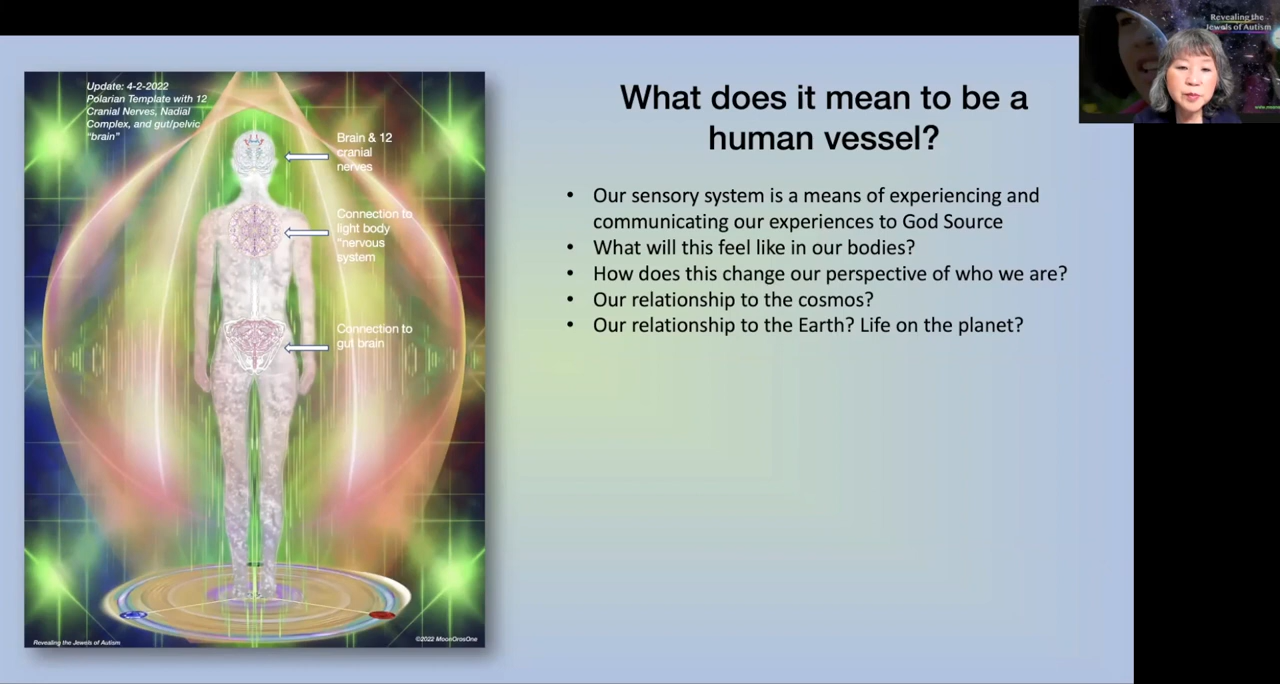 Revealing the
Jewels of Autism
Update: 4-2-2022
Polarian Template with 12
Cranial Nerves, Nadial
Complex, and gut/pelvic
"brain"
Brain & 12
cranial
nerves
Connection to
light body
"nervous
system
Connection to
gut brain
Revealing the Jewels of Autism
©2022 MoonOrosOne
What does it mean to be a
human vessel?
• Our sensory system is a means of experiencing and
communicating our experiences to God Source
• What will this feel like in our bodies?
• How does this change our perspective of who we are?
• Our relationship to the cosmos?
• Our relationship to the Earth? Life on the planet?